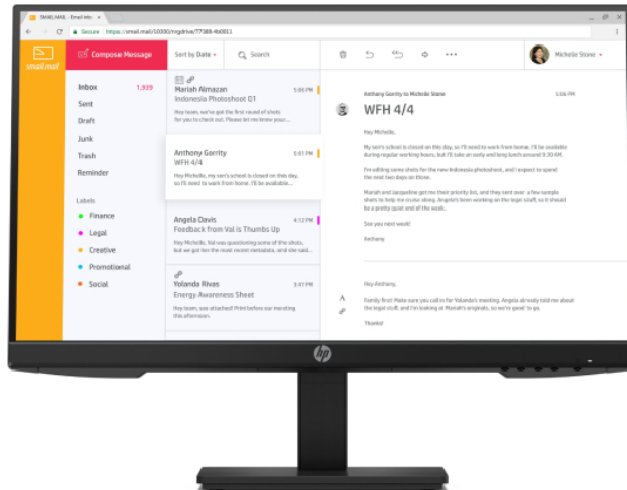 SMAIL.MAIL - Email Into
Secure https://smail.mail/10300/nrgdrive/
smail.mail
Compose Message
Sort by Date
Search
Michelle Stone
Inbox 1,939
Sent
Draft
Junk
Trash
Reminder
Labels
Finance
Legal
Creative
Promotional
Social
Mariah Almazan 5:05 PM
Indonesia Photoshoot Q1
Hey team, we've got the first round of shots
for you to check out. Please let me know your...
Anthony Gorrity 5:01 PM
WFH 4/4
Hey Michelle, my son's school is closed on this day,
so I'll need to work from home. I'll be available...
Angela Davis 4:12 PM
Feedback from Val is Thumbs Up
Hey Michelle, Val was questioning some of the shots,
but we got her the most recent metadata, and she said...
Yolanda Rivas 3:47 PM
Energy Awareness Sheet
Hey team, see attached! Print before our meeting
this afternoon.
Anthony Gorrity to Michelle Stone 5:06 PM
WFH 4/4
Hey Michelle,
My son's school is closed on this day, so I'll need to work from home. I'll be available
during regular working hours, but I'll take an early and long lunch around 9:30 AM.
I'm editing some shots for the new Indonesia photoshoot, and I expect to spend
the next two days on those.
Mariah and Jacqueline got me their priority list, and they sent over a few sample
shots to help me cruise along. Angela's been working on the legal stuff, so it should
be a pretty quiet end of the week.
See you next week!
Anthony
Hey Anthony,
Family first! Make sure you call in for Yolanda's meeting. Angela already told me about
the legal stuff, and I'm looking at Mariah's originals, so we're good to go.
Thanks!
hp